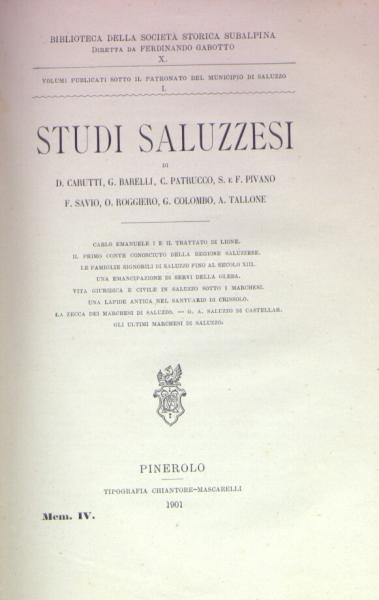 BIBLIOTECA DELLA SOCIETÀ STORICA SUBALPINA
DIRETTA DA FERDINANDO GABOTTO
X.
VOLUMI PUBLICATI SOTTO IL PATRONATO DEL MUNICIPIO DI SALUZZO
I.
STUDI SALUZZESI
DI
D. CARUTTI, G. BARELLI, C. PATRUCCO, S. E F. PIVANO
F. SAVIO, O. ROGGIERO, G. COLOMBO, A. TALLONE
CARLO EMANUELE I E IL TRATTATO DI LIONE.
IL PRIMO CONTE CONOSCIUTO DELLA REGIONE SALUZZESE.
LE FAMIGLIE SIGNORILI DI SALUZZO FINO AL SECOLO XIII.
UNA EMANCIPAZIONE DI SERVI DELLA GLEBA.
VITA GIURIDICA E CIVILE IN SALUZZO SOTTO I MARCHESI.
UNA LAPIDE ANTICA NEL SANTUARIO DI CRISSOLO.
LA ZECCA DEI MARCHESI DI SALUZZO. — G. A. SALUZZO DI CASTELLAR.
GLI ULTIMI MARCHESI DI SALUZZO.
PINEROLO
TIPOGRAFIA CHIANTORE-MASCARELLI
1901
Mem. IV.